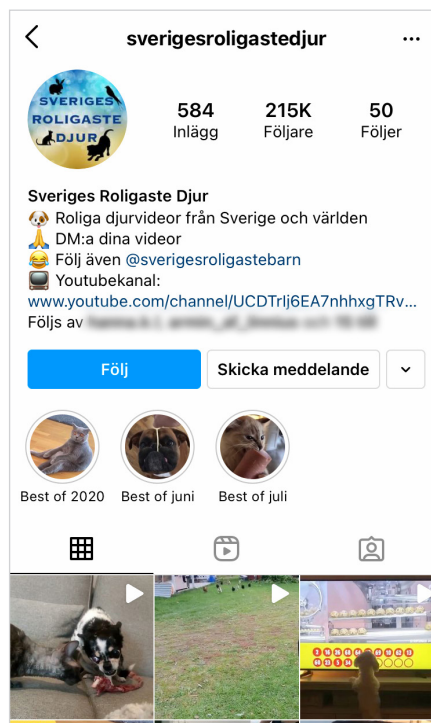 sverigesroligastedjur
SVERIGES
ROLIGASTE
DJUR
584 215K 50
Inlägg Följare Följer
Sveriges Roligaste Djur
🐶 Roliga djurvideor från Sverige och världen
🙏 DM:a dina videor
😂 Följ även @sverigesroligastebarn
📺 Youtubekanal:
www.youtube.com/channel/UCDTrIj6EA7nhhxgTRv...
Följs av
Följ Skicka meddelande
Best of 2020 Best of juni Best of juli